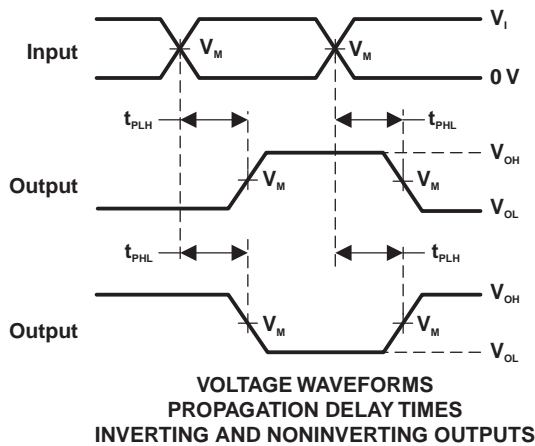 V_I
Input
V_M
V_M
0 V
t_PLH
t_PHL
V_OH
Output
V_M
V_M
V_OL
t_PHL
t_PLH
V_OH
Output
V_M
V_M
V_OL
VOLTAGE WAVEFORMS
PROPAGATION DELAY TIMES
INVERTING AND NONINVERTING OUTPUTS